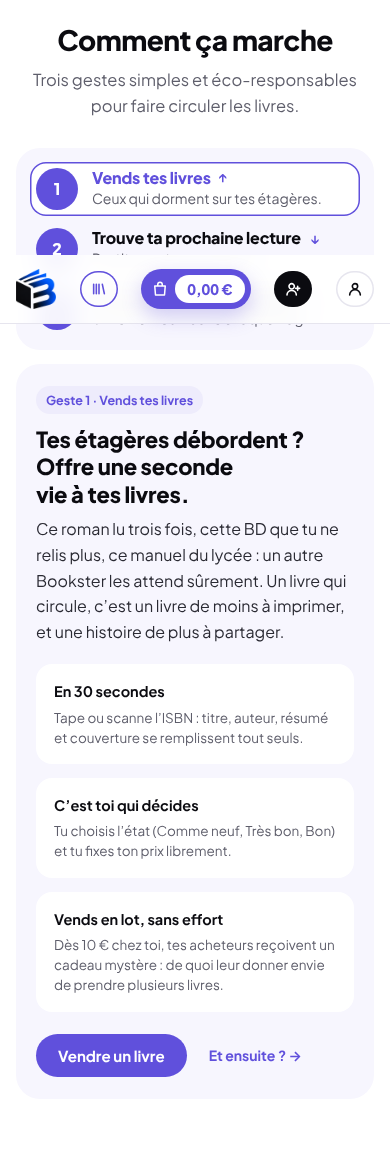 Comment ça marche
Trois gestes simples et éco-responsables
pour faire circuler les livres.
1
Vends tes livres ↑
Ceux qui dorment sur tes étagères.
2
Trouve ta prochaine lecture ↓
0,00 €
Geste 1 · Vends tes livres
Tes étagères débordent ?
Offre une seconde
vie à tes livres.
Ce roman lu trois fois, cette BD que tu ne
relis plus, ce manuel du lycée : un autre
Bookster les attend sûrement. Un livre qui
circule, c’est un livre de moins à imprimer,
et une histoire de plus à partager.
En 30 secondes
Tape ou scanne l’ISBN : titre, auteur, résumé
et couverture se remplissent tout seuls.
C’est toi qui décides
Tu choisis l’état (Comme neuf, Très bon, Bon)
et tu fixes ton prix librement.
Vends en lot, sans effort
Dès 10 € chez toi, tes acheteurs reçoivent un
cadeau mystère : de quoi leur donner envie
de prendre plusieurs livres.
Vendre un livre
Et ensuite ? →